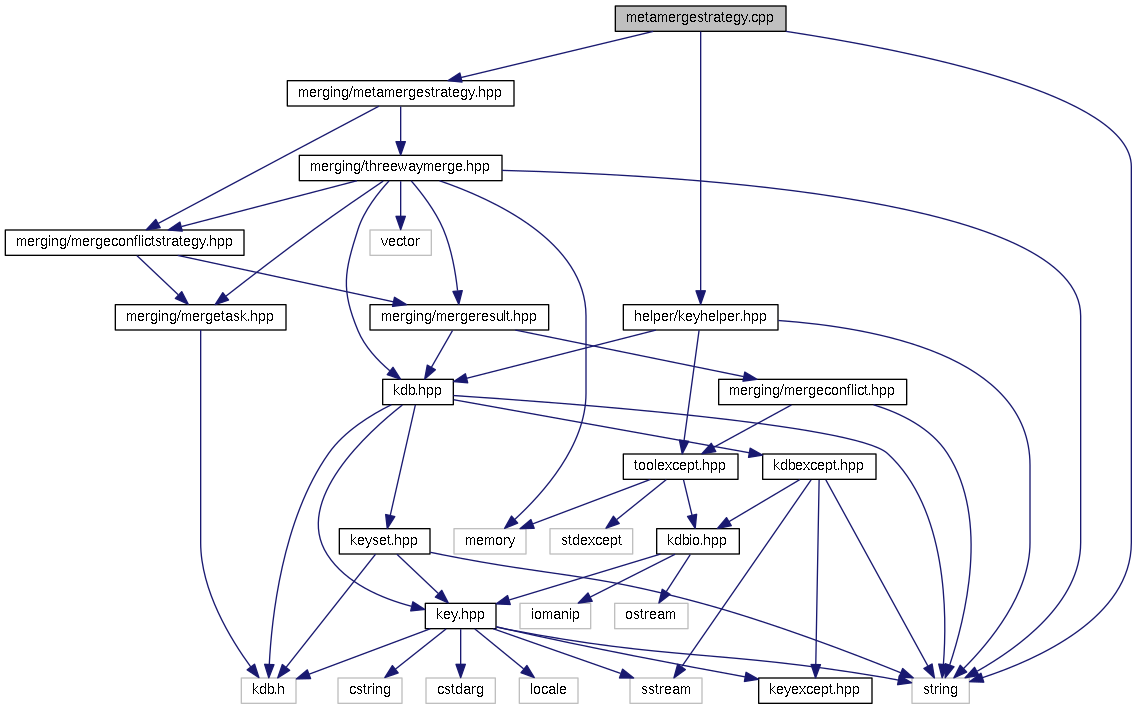 metamergestrategy.cpp
merging/metamergestrategy.hpp
merging/threewaymerge.hpp
merging/mergeconflictstrategy.hpp
vector
merging/mergetask.hpp
merging/mergeresult.hpp
helper/keyhelper.hpp
kdb.hpp
merging/mergeconflict.hpp
toolexcept.hpp
kdbexcept.hpp
keyset.hpp
memory
stdexcept
kdbio.hpp
key.hpp
iomanip
ostream
kdb.h
cstring
cstdarg
locale
sstream
keyexcept.hpp
string